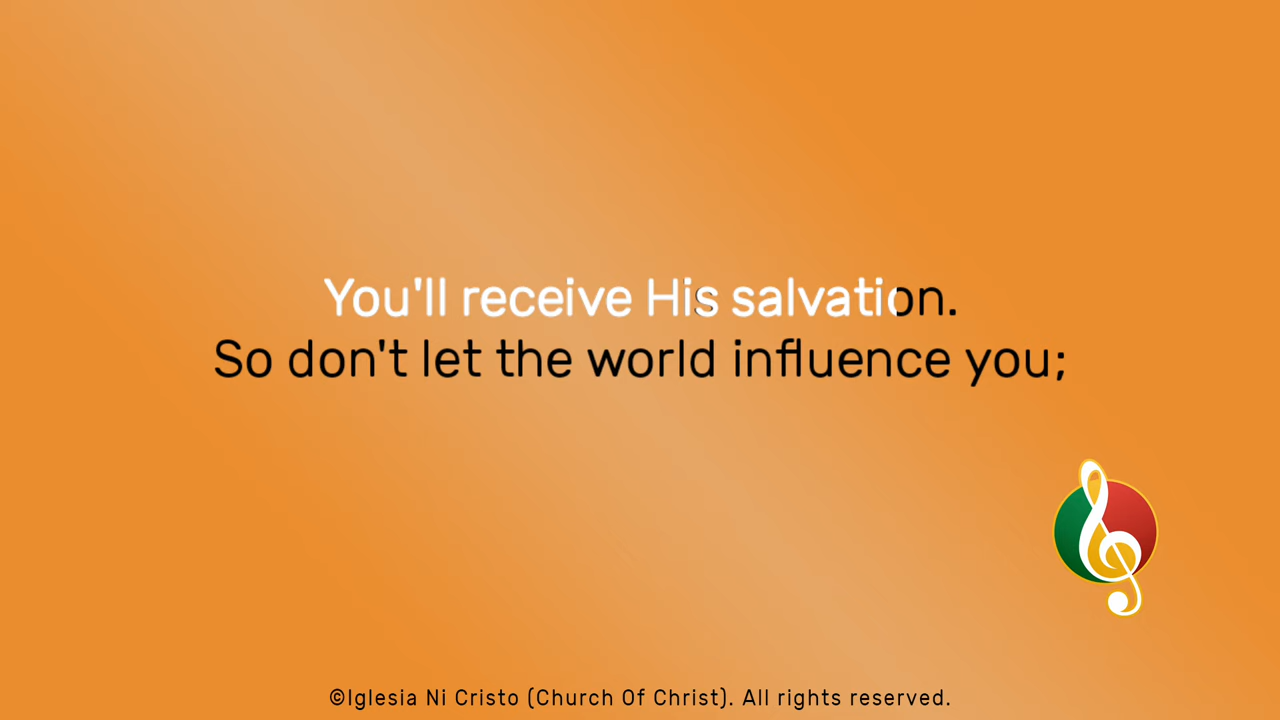 You'll receive His salvation.
So don't let the world influence you;
©Iglesia Ni Cristo (Church Of Christ). All rights reserved.